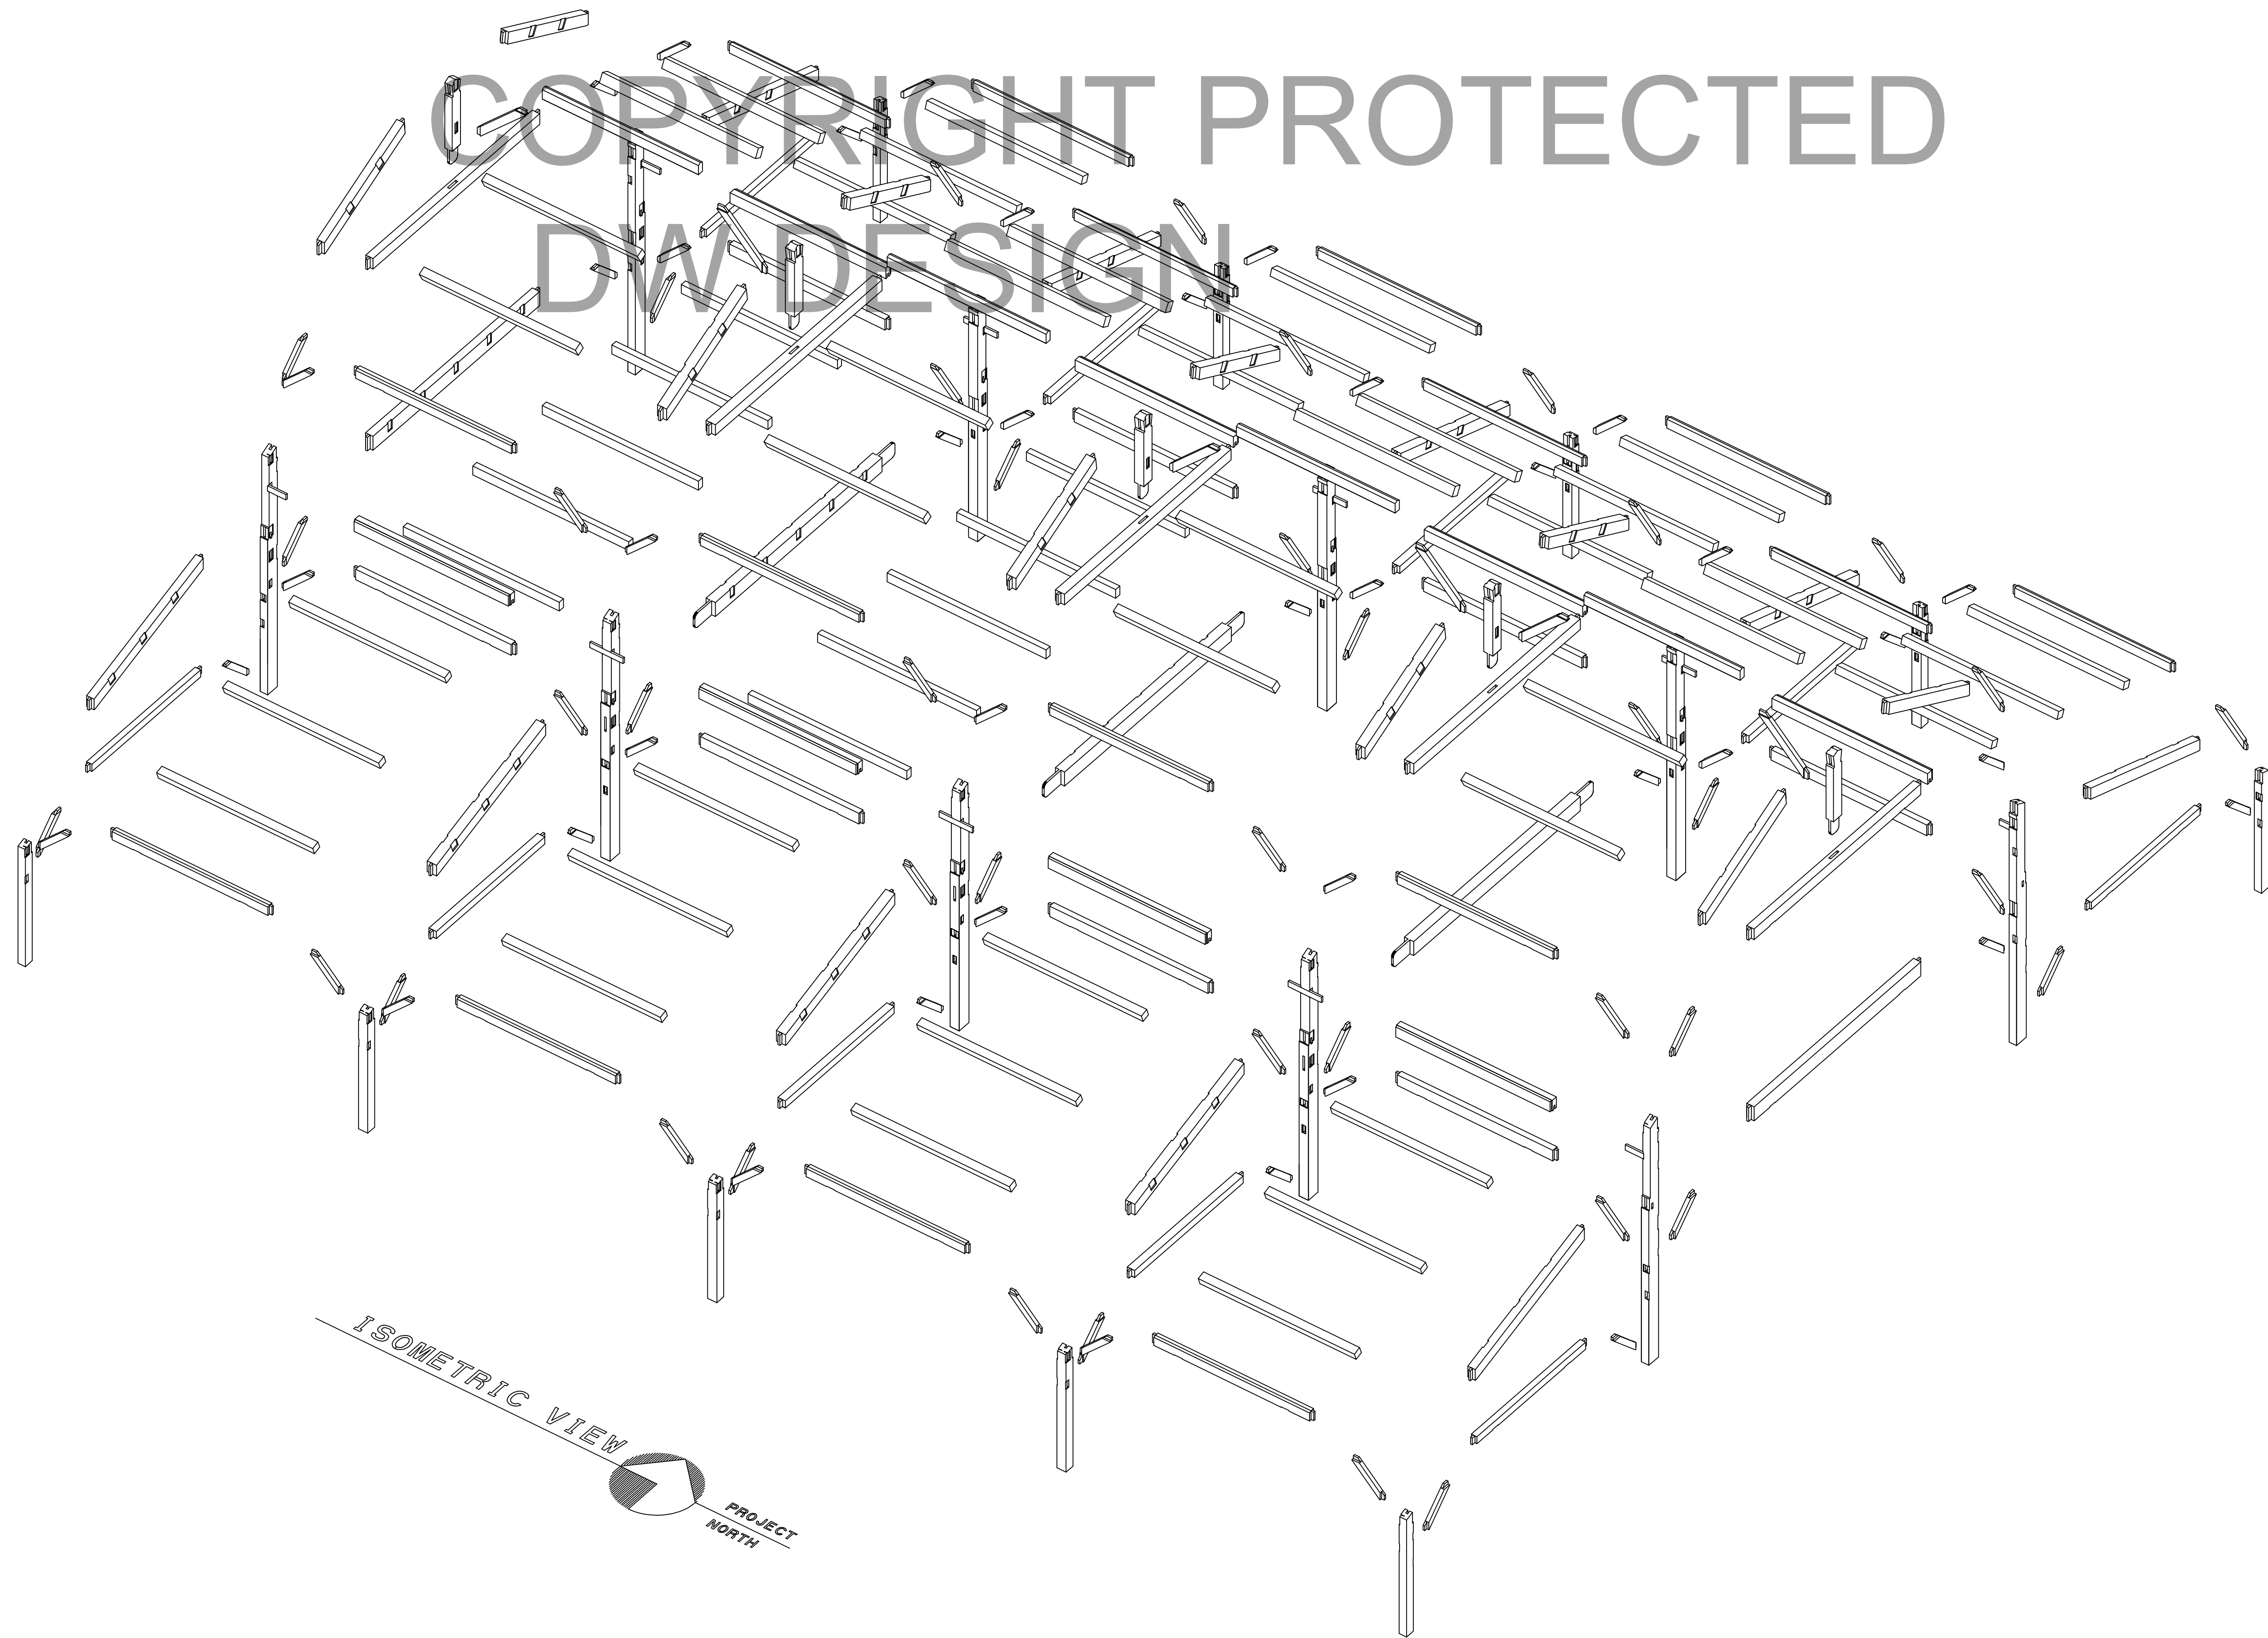 COPYRIGHT PROTECTED
DW DESIGN
ISOMETRIC VIEW
PROJECT
NORTH